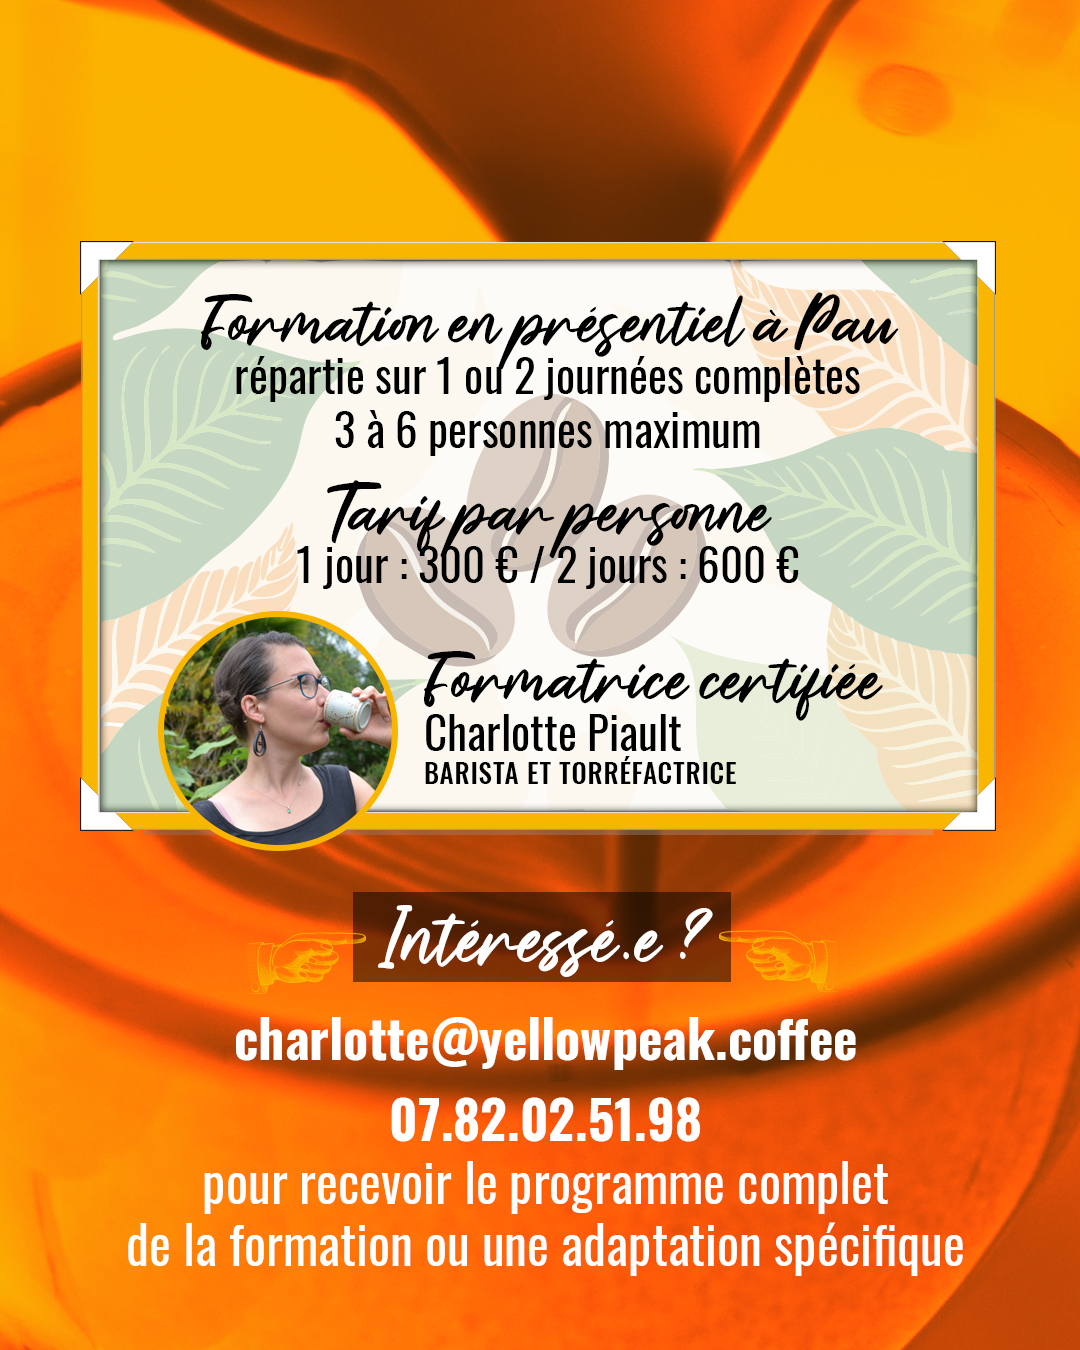 Formation en présentiel à Pau
répartie sur 1 ou 2 journées complètes
3 à 6 personnes maximum
Tarif par personne
1 jour : 300 € / 2 jours : 600 €
Formatrice certifiée
Charlotte Piault
BARISTA ET TORRÉFACTRICE
Intéressé.e ?
charlotte@yellowpeak.coffee
07.82.02.51.98
pour recevoir le programme complet
de la formation ou une adaptation spécifique